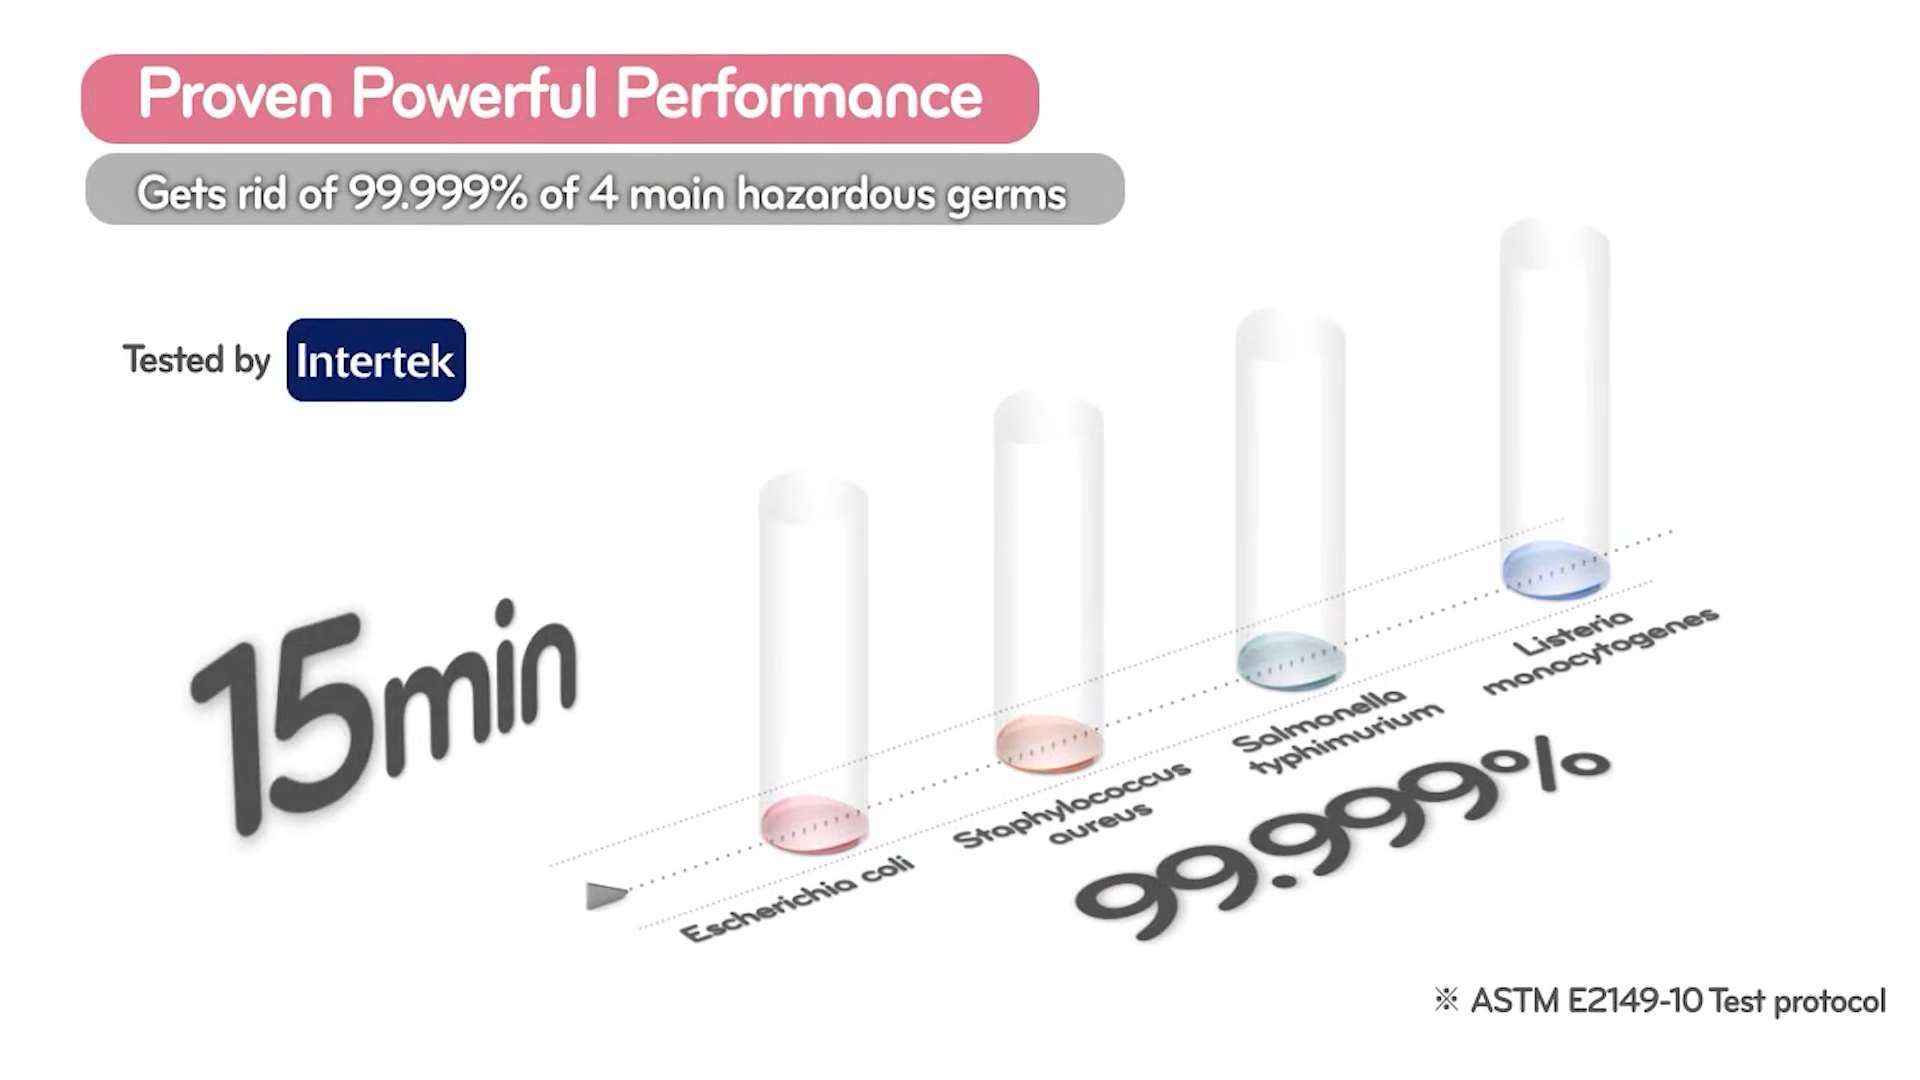 Proven Powerful Performance
Gets rid of 99.999% of 4 main hazardous germs
Tested by Intertek
15min
Escherichia coli
Staphylococcus
aureus
Salmonella
typhimurium
Listeria
monocytogenes
99.999%
※ ASTM E2149-10 Test protocol